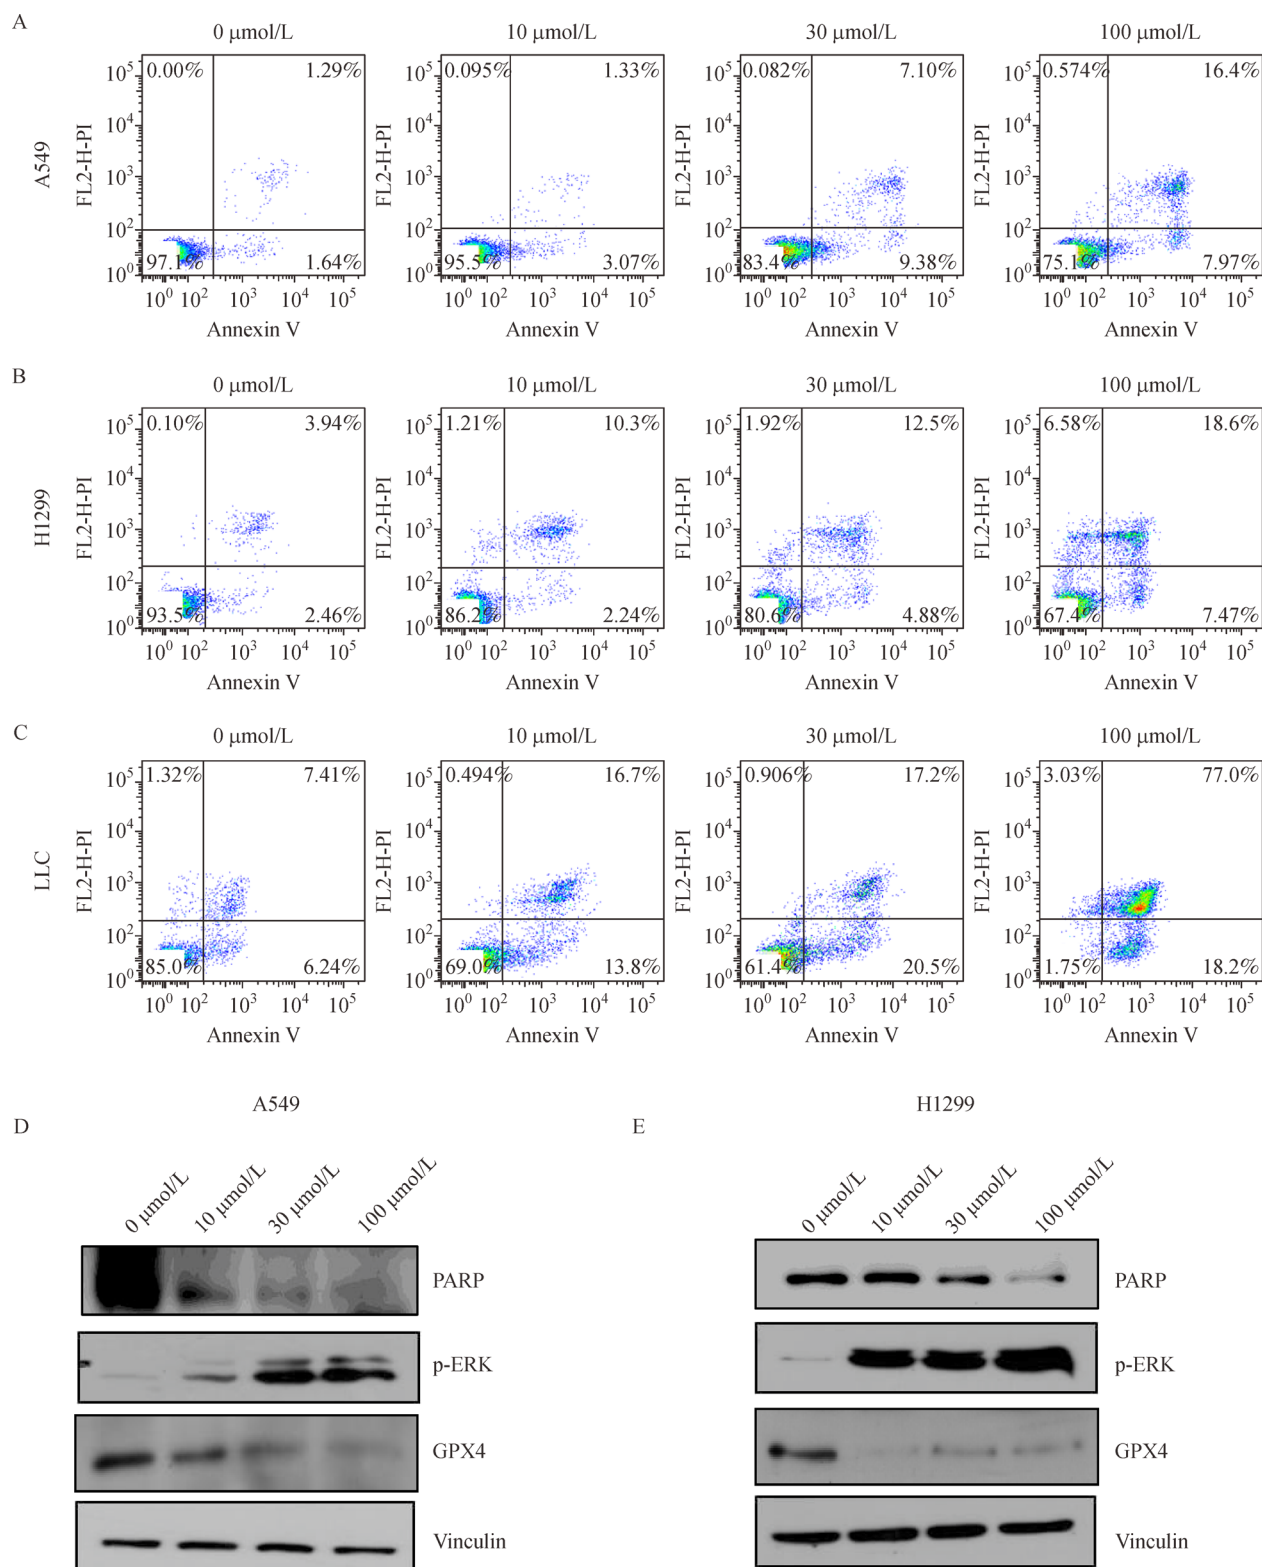 A
0 μmol/L 10 μmol/L 30 μmol/L 100 μmol/L
A549
FL2-H-PI
10⁵ 10⁴ 10³ 10² 10⁰
0.00% 1.29%
97.1% 1.64%
10⁰ 10² 10³ 10⁴ 10⁵
Annexin V
FL2-H-PI
10⁵ 10⁴ 10³ 10² 10⁰
0.095% 1.33%
95.5% 3.07%
10⁰ 10² 10³ 10⁴ 10⁵
Annexin V
FL2-H-PI
10⁵ 10⁴ 10³ 10² 10⁰
0.082% 7.10%
83.4% 9.38%
10⁰ 10² 10³ 10⁴ 10⁵
Annexin V
FL2-H-PI
10⁵ 10⁴ 10³ 10² 10⁰
0.574% 16.4%
75.1% 7.97%
10⁰ 10² 10³ 10⁴ 10⁵
Annexin V
B
0 μmol/L 10 μmol/L 30 μmol/L 100 μmol/L
H1299
FL2-H-PI
10⁵ 10⁴ 10³ 10² 10⁰
0.10% 3.94%
93.5% 2.46%
10⁰ 10² 10³ 10⁴ 10⁵
Annexin V
FL2-H-PI
10⁵ 10⁴ 10³ 10² 10⁰
1.21% 10.3%
86.2% 2.24%
10⁰ 10² 10³ 10⁴ 10⁵
Annexin V
FL2-H-PI
10⁵ 10⁴ 10³ 10² 10⁰
1.92% 12.5%
80.6% 4.88%
10⁰ 10² 10³ 10⁴ 10⁵
Annexin V
FL2-H-PI
10⁵ 10⁴ 10³ 10² 10⁰
6.58% 18.6%
67.4% 7.47%
10⁰ 10² 10³ 10⁴ 10⁵
Annexin V
C
0 μmol/L 10 μmol/L 30 μmol/L 100 μmol/L
LLC
FL2-H-PI
10⁵ 10⁴ 10³ 10² 10⁰
1.32% 7.41%
85.0% 6.24%
10⁰ 10² 10³ 10⁴ 10⁵
Annexin V
FL2-H-PI
10⁵ 10⁴ 10³ 10² 10⁰
0.494% 16.7%
69.0% 13.8%
10⁰ 10² 10³ 10⁴ 10⁵
Annexin V
FL2-H-PI
10⁵ 10⁴ 10³ 10² 10⁰
0.906% 17.2%
61.4% 20.5%
10⁰ 10² 10³ 10⁴ 10⁵
Annexin V
FL2-H-PI
10⁵ 10⁴ 10³ 10² 10⁰
3.03% 77.0%
1.75% 18.2%
10⁰ 10² 10³ 10⁴ 10⁵
Annexin V
A549
D
0 μmol/L 10 μmol/L 30 μmol/L 100 μmol/L
PARP
p-ERK
GPX4
Vinculin
H1299
E
0 μmol/L 10 μmol/L 30 μmol/L 100 μmol/L
PARP
p-ERK
GPX4
Vinculin